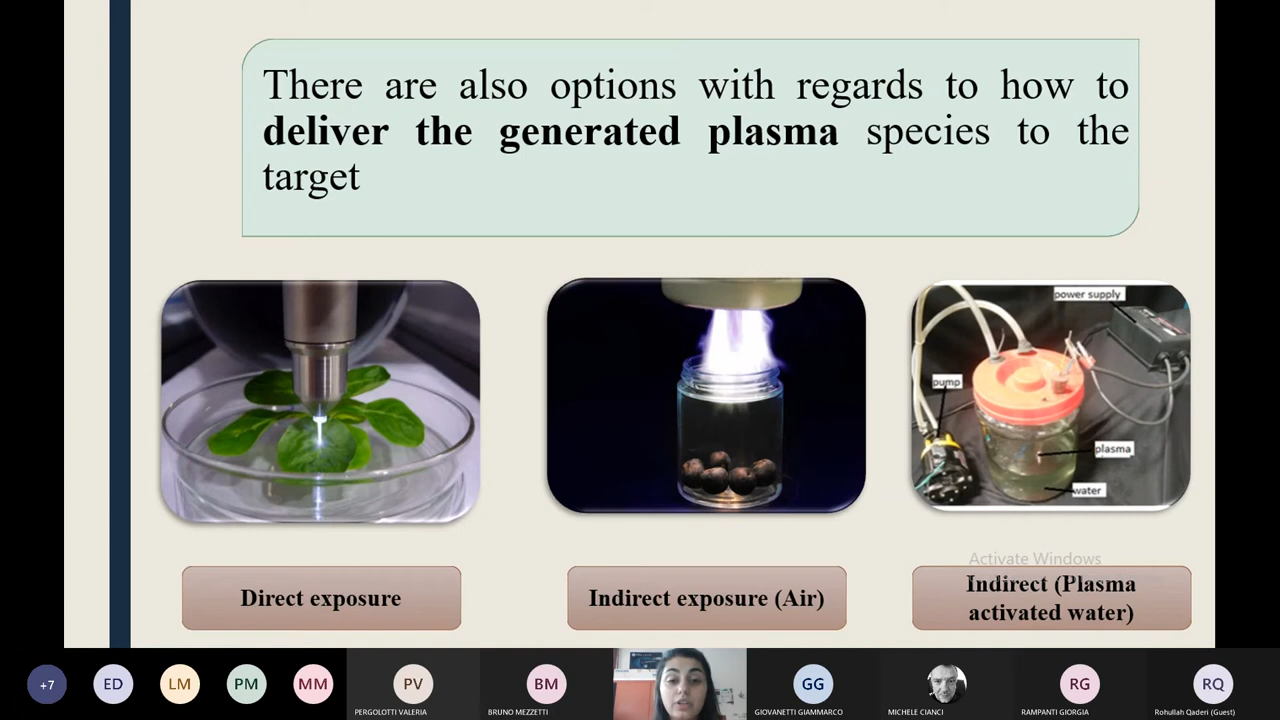 There are also options with regards to how to
deliver the generated plasma species to the
target
power supply
pump
plasma
water
Activate Windows
Direct exposure
Indirect exposure (Air)
Indirect (Plasma
activated water)
+7
ED
LM
PM
MM
PV
PERGOLOTTI VALERIA
BM
BRUNO MEZZETTI
GG
GIOVANETTI GIAMMARCO
MICHELE CIANCI
RG
RAMPANTI GIORGIA
RQ
Rohullah Qaderi (Guest)